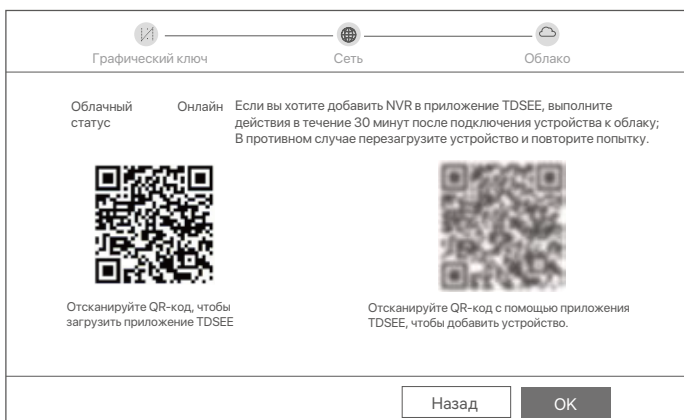 Графический ключ
Сеть
Облако
Облачный статус
Онлайн
Если вы хотите добавить NVR в приложение TDSEE, выполните
действия в течение 30 минут после подключения устройства к облаку;
В противном случае перезагрузите устройство и повторите попытку.
Отсканируйте QR-код, чтобы
загрузить приложение TDSEE
Отсканируйте QR-код с помощью приложения
TDSEE, чтобы добавить устройство.
Назад
OK